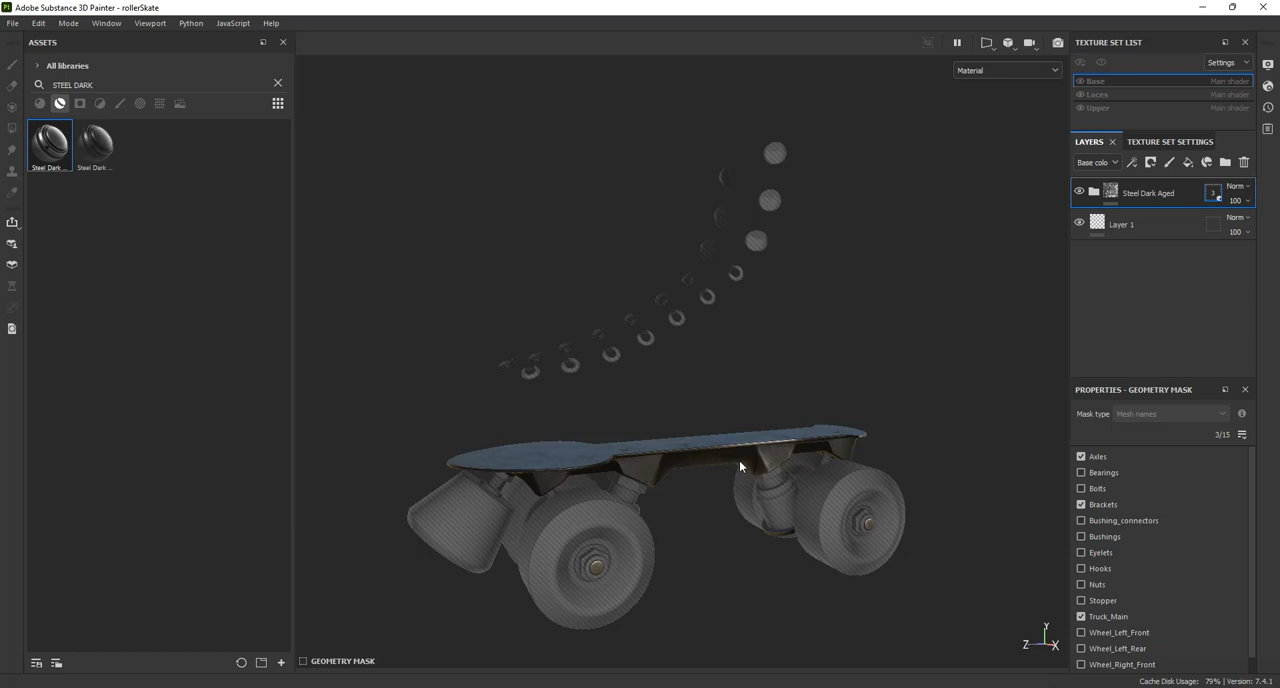 Pt Adobe Substance 3D Painter - rollerSkate
File Edit Mode Window Viewport Python JavaScript Help
ASSETS
All libraries
STEEL DARK
Steel Dark ... Steel Dark ...
GEOMETRY MASK
Material
Y
Z X
TEXTURE SET LIST
Settings
Base Main shader
Laces Main shader
Upper Main shader
LAYERS TEXTURE SET SETTINGS
Base colo
Steel Dark Aged 3 Norm
100
Layer 1 Norm
100
PROPERTIES - GEOMETRY MASK
Mask type Mesh names
3/15
Axles
Bearings
Bolts
Brackets
Bushing_connectors
Bushings
Eyelets
Hooks
Nuts
Stopper
Truck_Main
Wheel_Left_Front
Wheel_Left_Rear
Wheel_Right_Front
Cache Disk Usage: 79% | Version: 7.4.1